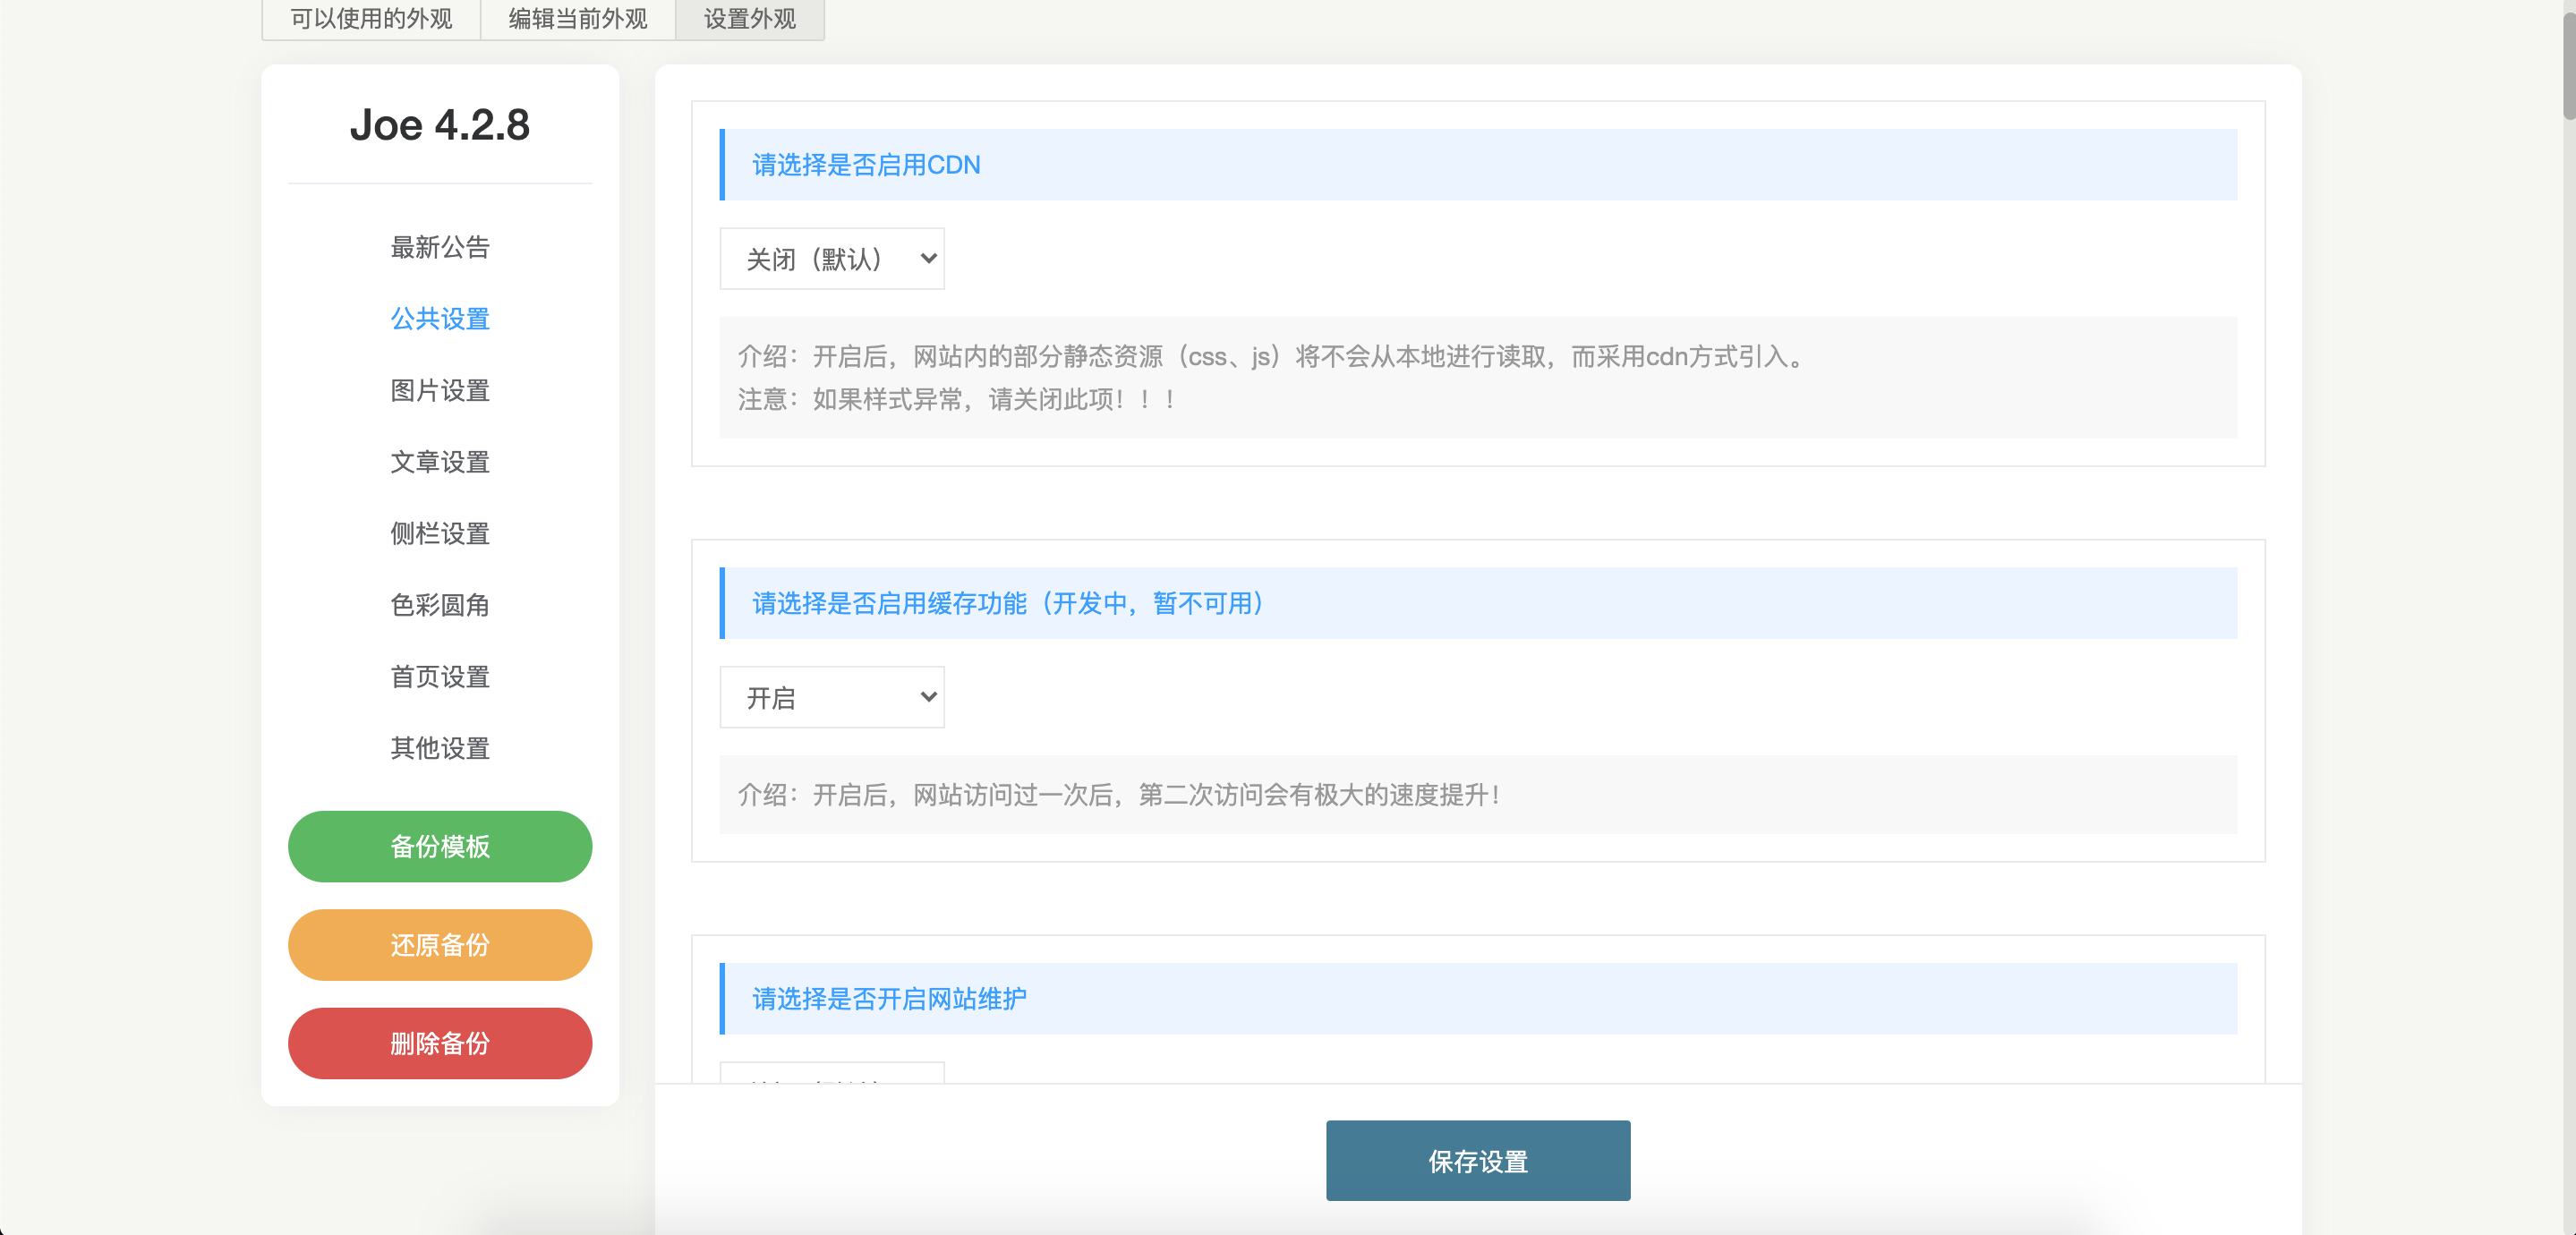 可以使用的外观
编辑当前外观
设置外观
Joe 4.2.8
最新公告
公共设置
图片设置
文章设置
侧栏设置
色彩圆角
首页设置
其他设置
备份模板
还原备份
删除备份
请选择是否启用CDN
关闭（默认）
介绍：开启后，网站内的部分静态资源（css、js）将不会从本地进行读取，而采用cdn方式引入。
注意：如果样式异常，请关闭此项！！！
请选择是否启用缓存功能（开发中，暂不可用）
开启
介绍：开启后，网站访问过一次后，第二次访问会有极大的速度提升！
请选择是否开启网站维护
保存设置